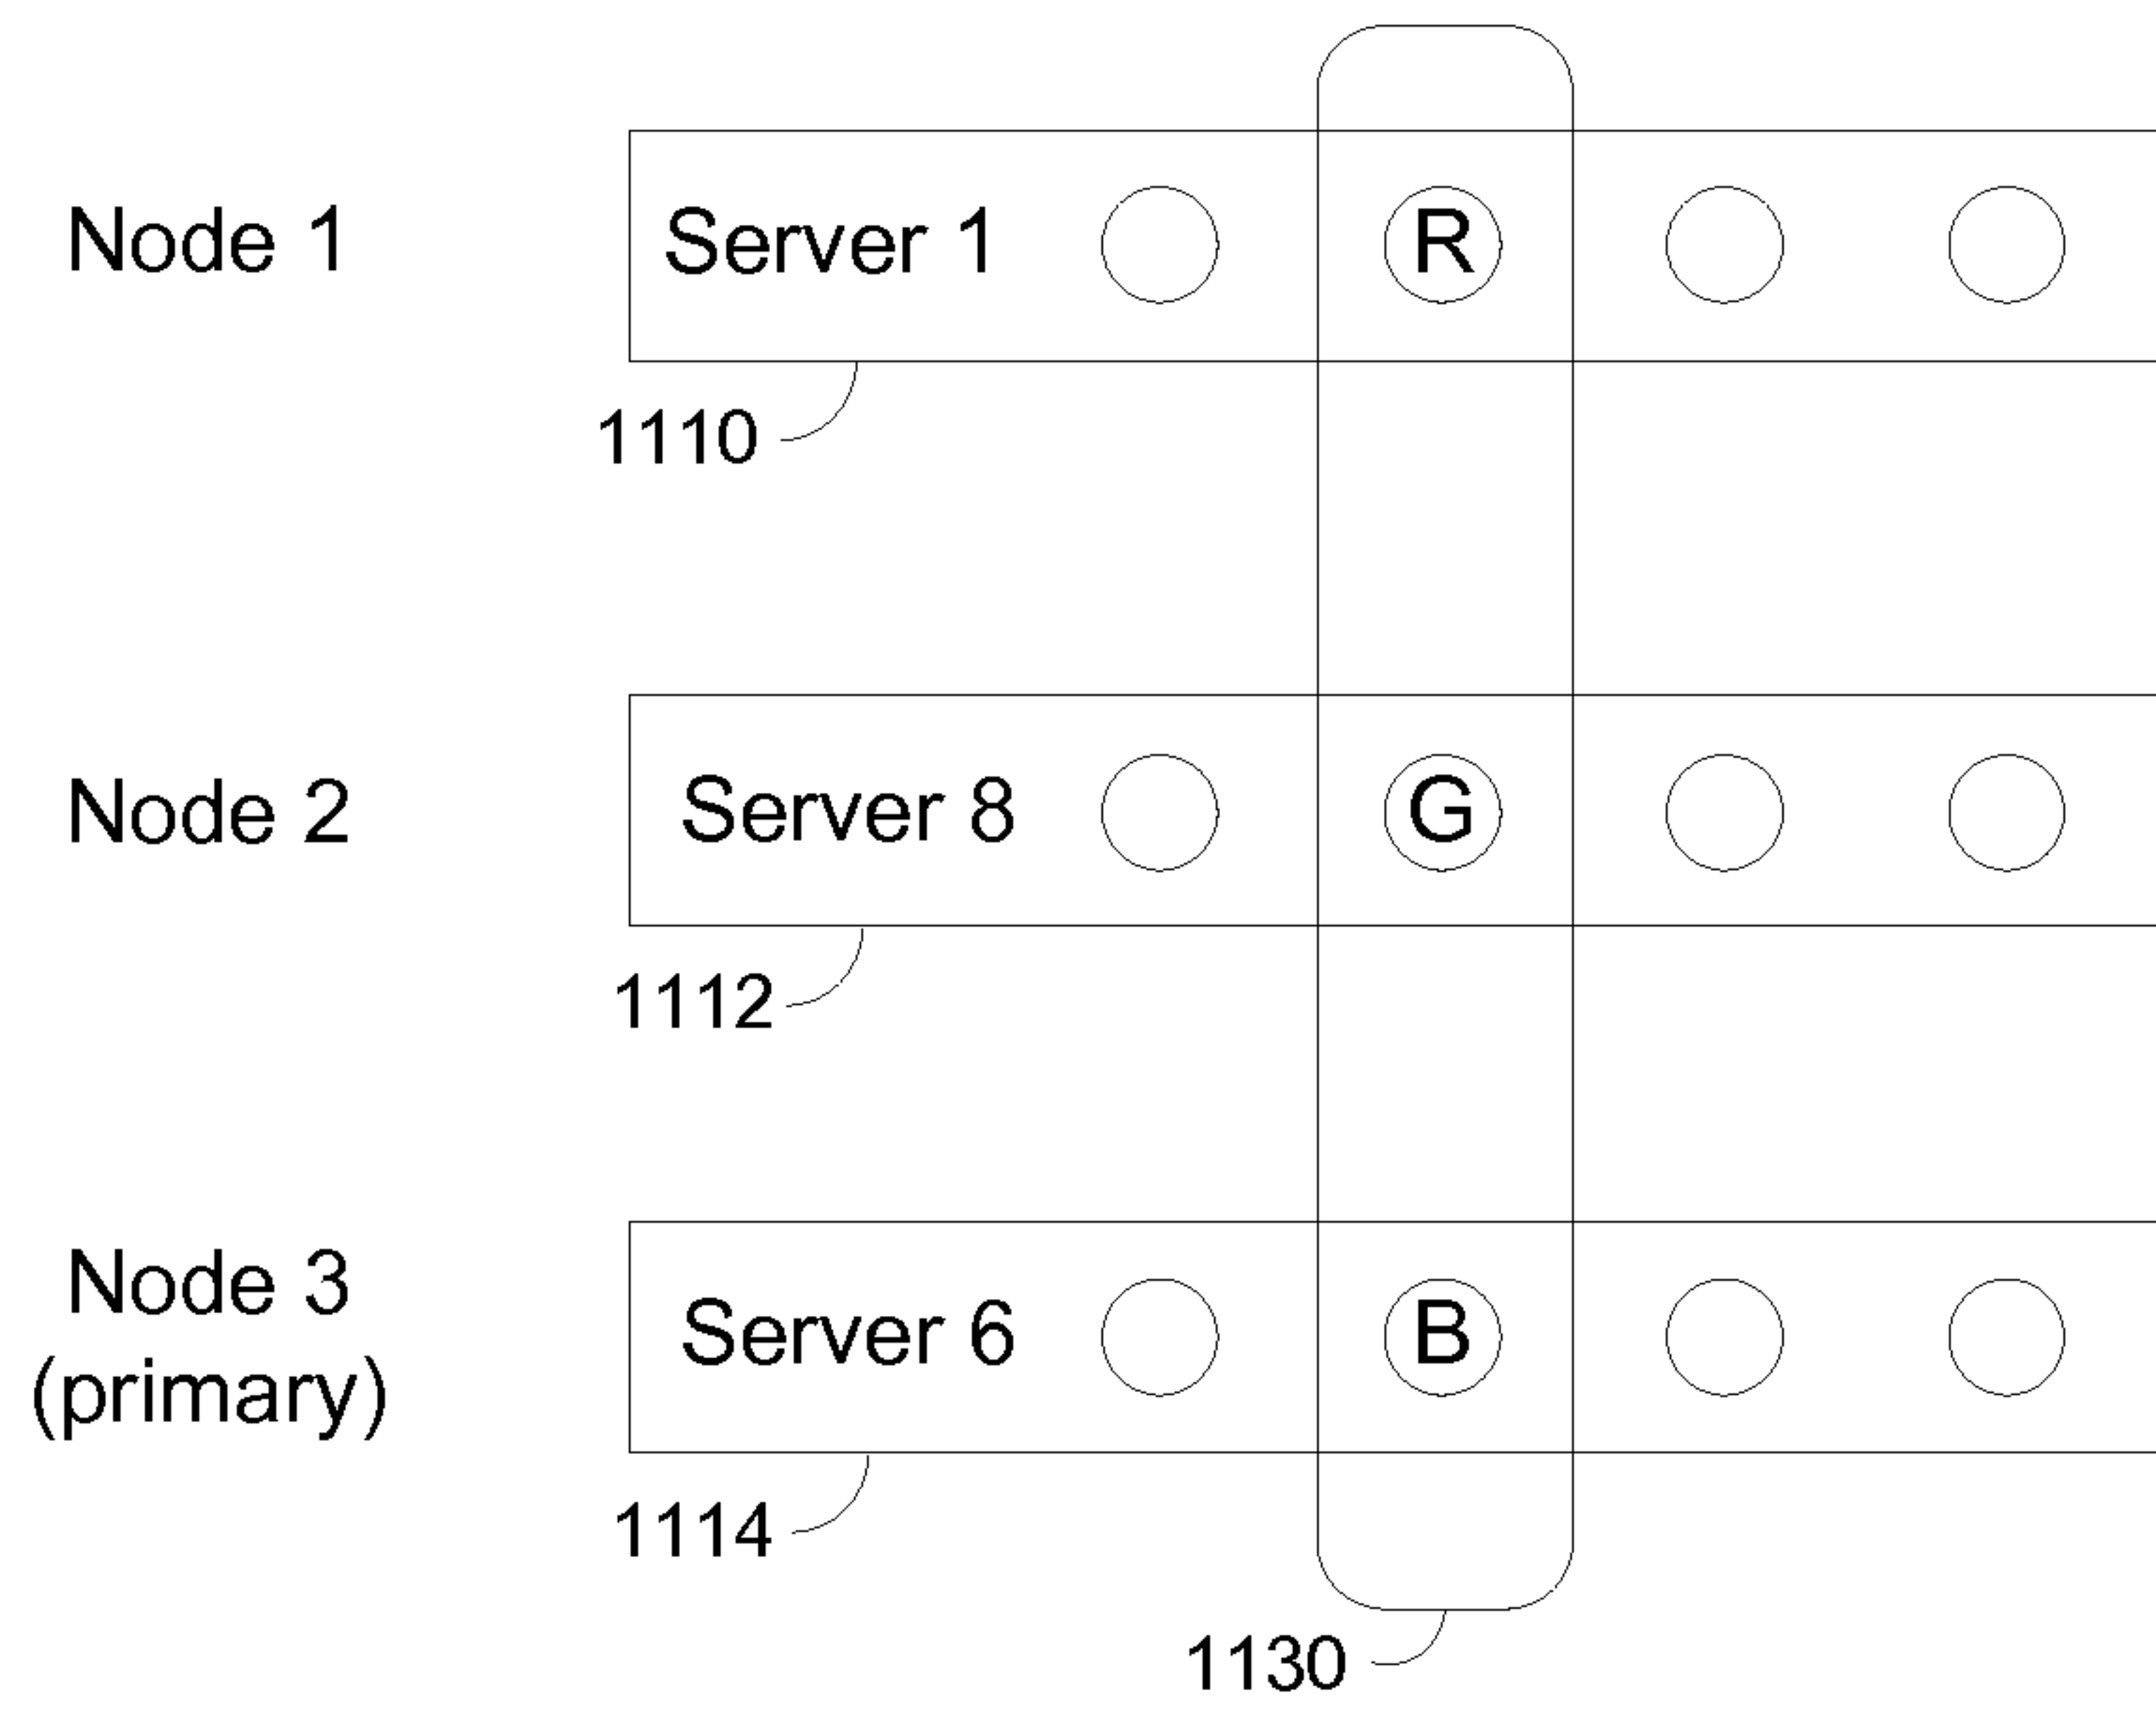 Node 1
Server 1
R
1110
Node 2
Server 8
G
1112
Node 3
(primary)
Server 6
B
1114
1130